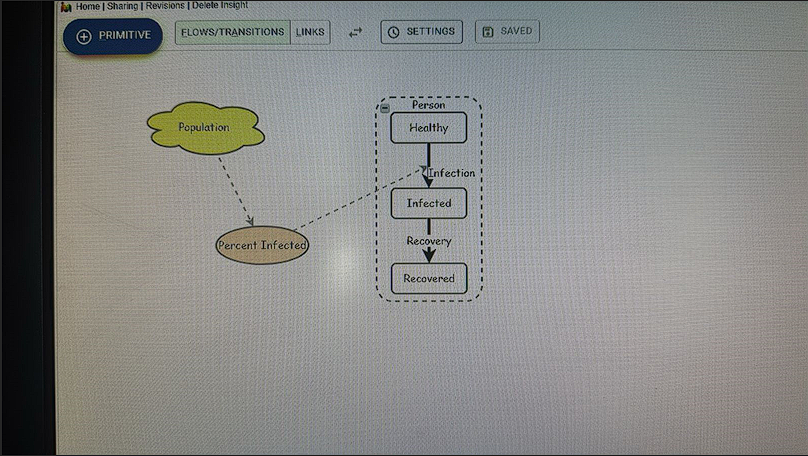 Home | Sharing | Revisions | Delete Insight
PRIMITIVE
FLOWS/TRANSITIONS
LINKS
SETTINGS
SAVED
Population
Person
Healthy
Infection
Infected
Percent Infected
Recovery
Recovered